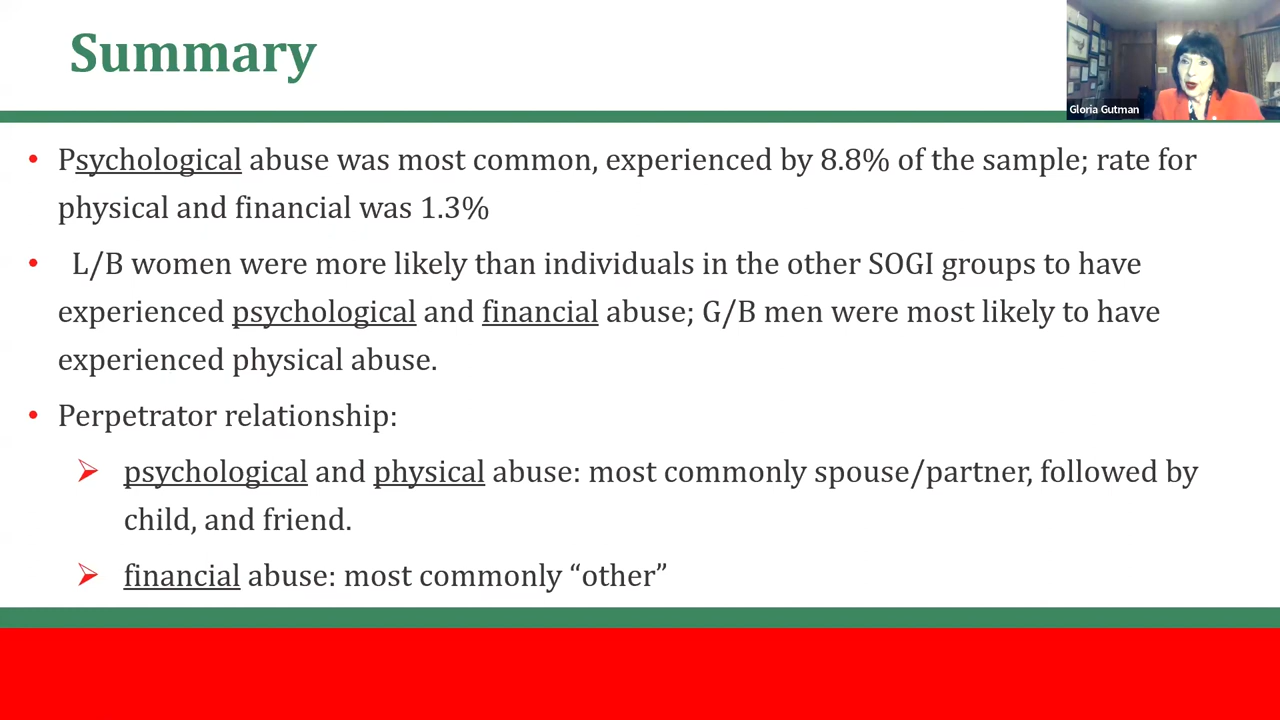 Summary
Gloria Gutman
• Psychological abuse was most common, experienced by 8.8% of the sample; rate for
physical and financial was 1.3%
• L/B women were more likely than individuals in the other SOGI groups to have
experienced psychological and financial abuse; G/B men were most likely to have
experienced physical abuse.
• Perpetrator relationship:
➢ psychological and physical abuse: most commonly spouse/partner, followed by
child, and friend.
➢ financial abuse: most commonly “other”